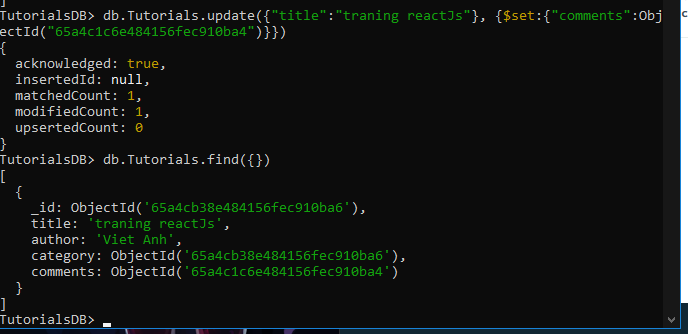 ]
TutorialsDB> db.Tutorials.update({"title":"traning reactJs"}, {$set:{"comments":Obj
ectId("65a4c1c6e484156fec910ba4")}})
{
  acknowledged: true,
  insertedId: null,
  matchedCount: 1,
  modifiedCount: 1,
  upsertedCount: 0
}
TutorialsDB> db.Tutorials.find({})
[
  {
    _id: ObjectId('65a4cb38e484156fec910ba6'),
    title: 'traning reactJs',
    author: 'Viet Anh',
    category: ObjectId('65a4cb38e484156fec910ba6'),
    comments: ObjectId('65a4c1c6e484156fec910ba4')
  }
]
TutorialsDB>